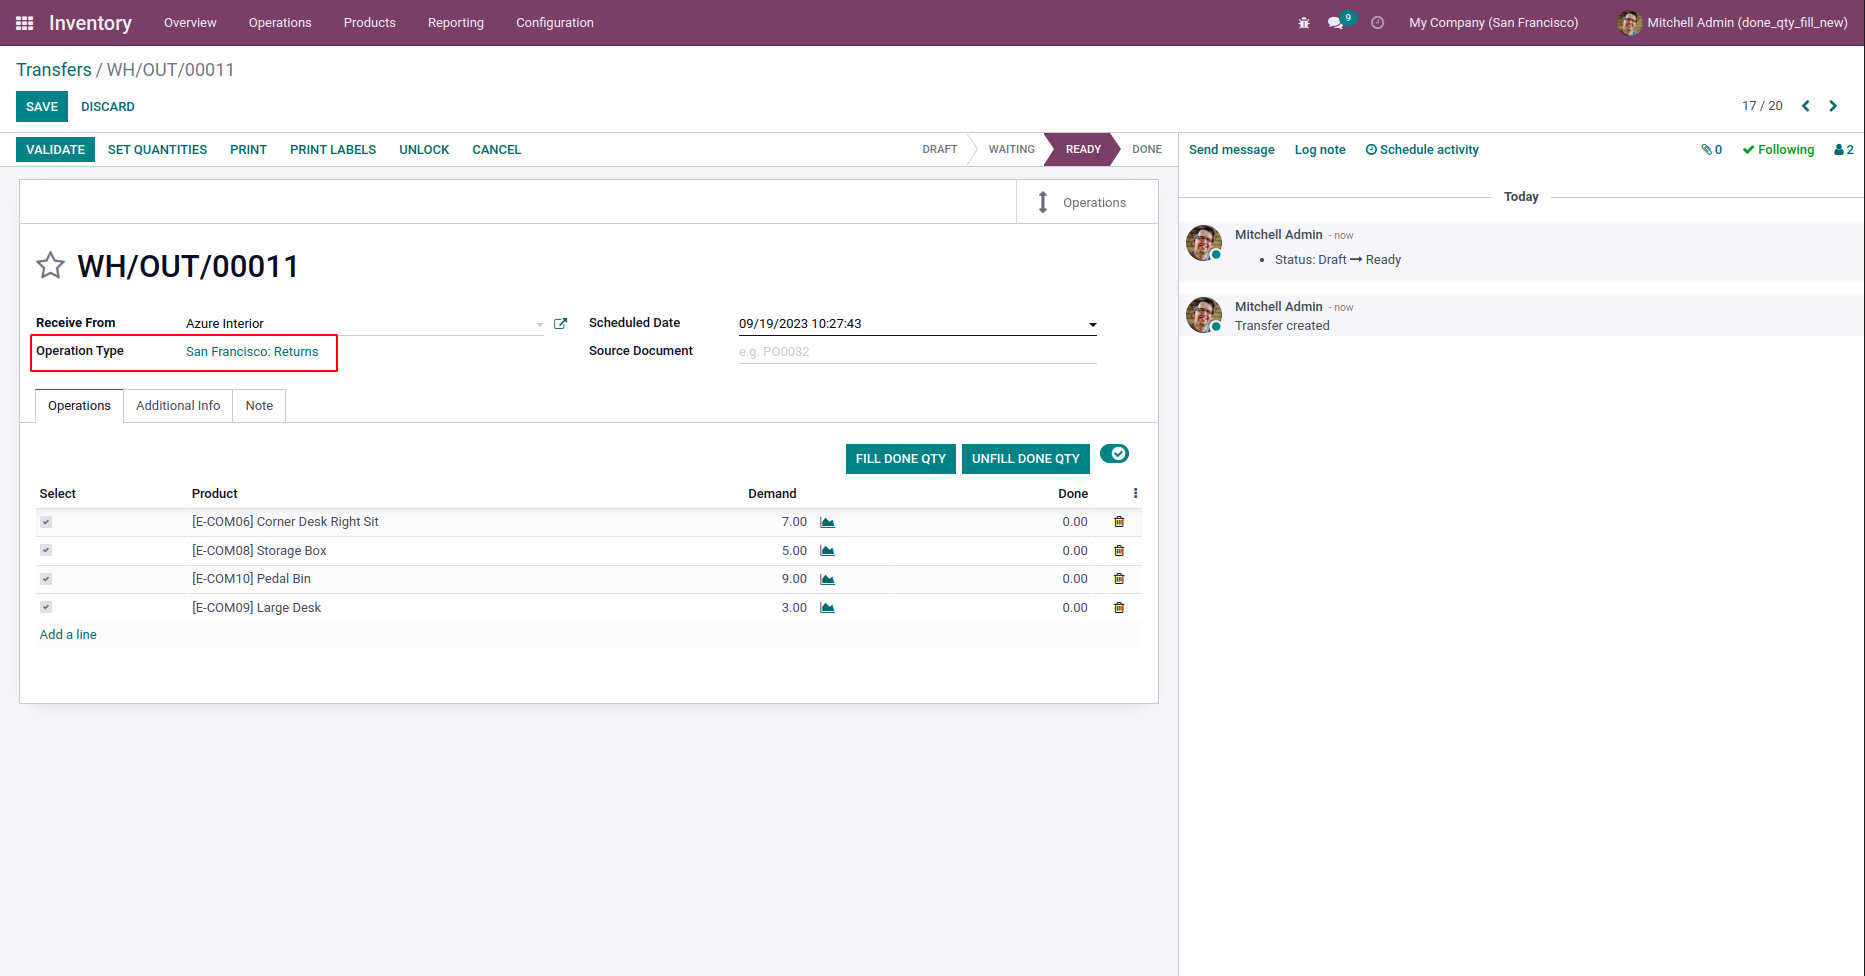 Inventory Overview Operations Products Reporting Configuration 9 My Company (San Francisco) Mitchell Admin (done_qty_fill_new)
Transfers / WH/OUT/00011
SAVE DISCARD 17 / 20
VALIDATE SET QUANTITIES PRINT PRINT LABELS UNLOCK CANCEL DRAFT WAITING READY DONE
Send message Log note Schedule activity 0 Following 2
Operations
WH/OUT/00011
Receive From Azure Interior Scheduled Date 09/19/2023 10:27:43
Operation Type San Francisco: Returns Source Document e.g. PO0032
Operations Additional Info Note
FILL DONE QTY UNFILL DONE QTY
Select Product Demand Done
[E-COM06] Corner Desk Right Sit 7.00 0.00
[E-COM08] Storage Box 5.00 0.00
[E-COM10] Pedal Bin 9.00 0.00
[E-COM09] Large Desk 3.00 0.00
Add a line
Today
Mitchell Admin - now
• Status: Draft → Ready
Mitchell Admin - now
Transfer created